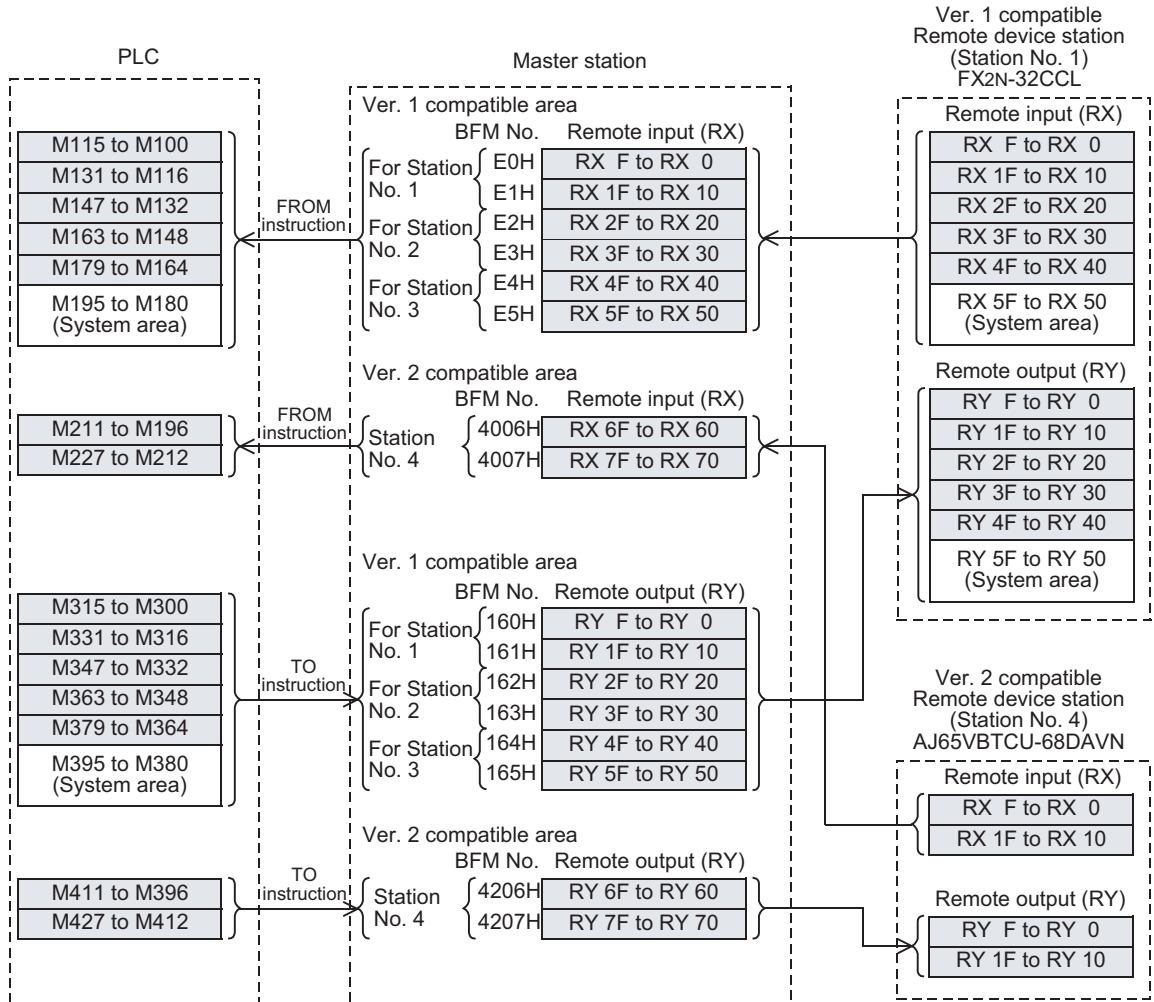 PLC
Master station
Ver. 1 compatible
Remote device station
(Station No. 1)
FX2N-32CCL
M115 to M100
M131 to M116
M147 to M132
M163 to M148
M179 to M164
M195 to M180
(System area)
FROM
instruction
Ver. 1 compatible area
BFM No. Remote input (RX)
For Station
No. 1
E0H RX F to RX 0
E1H RX 1F to RX 10
For Station
No. 2
E2H RX 2F to RX 20
E3H RX 3F to RX 30
For Station
No. 3
E4H RX 4F to RX 40
E5H RX 5F to RX 50
Remote input (RX)
RX F to RX 0
RX 1F to RX 10
RX 2F to RX 20
RX 3F to RX 30
RX 4F to RX 40
RX 5F to RX 50
(System area)
M211 to M196
M227 to M212
FROM
instruction
Ver. 2 compatible area
BFM No. Remote input (RX)
Station
No. 4
4006H RX 6F to RX 60
4007H RX 7F to RX 70
Remote output (RY)
RY F to RY 0
RY 1F to RY 10
RY 2F to RY 20
RY 3F to RY 30
RY 4F to RY 40
RY 5F to RY 50
(System area)
M315 to M300
M331 to M316
M347 to M332
M363 to M348
M379 to M364
M395 to M380
(System area)
TO
instruction
Ver. 1 compatible area
BFM No. Remote output (RY)
For Station
No. 1
160H RY F to RY 0
161H RY 1F to RY 10
For Station
No. 2
162H RY 2F to RY 20
163H RY 3F to RY 30
For Station
No. 3
164H RY 4F to RY 40
165H RY 5F to RY 50
Ver. 2 compatible
Remote device station
(Station No. 4)
AJ65VBTCU-68DAVN
Remote input (RX)
RX F to RX 0
RX 1F to RX 10
M411 to M396
M427 to M412
TO
instruction
Ver. 2 compatible area
BFM No. Remote output (RY)
Station
No. 4
4206H RY 6F to RY 60
4207H RY 7F to RY 70
Remote output (RY)
RY F to RY 0
RY 1F to RY 10